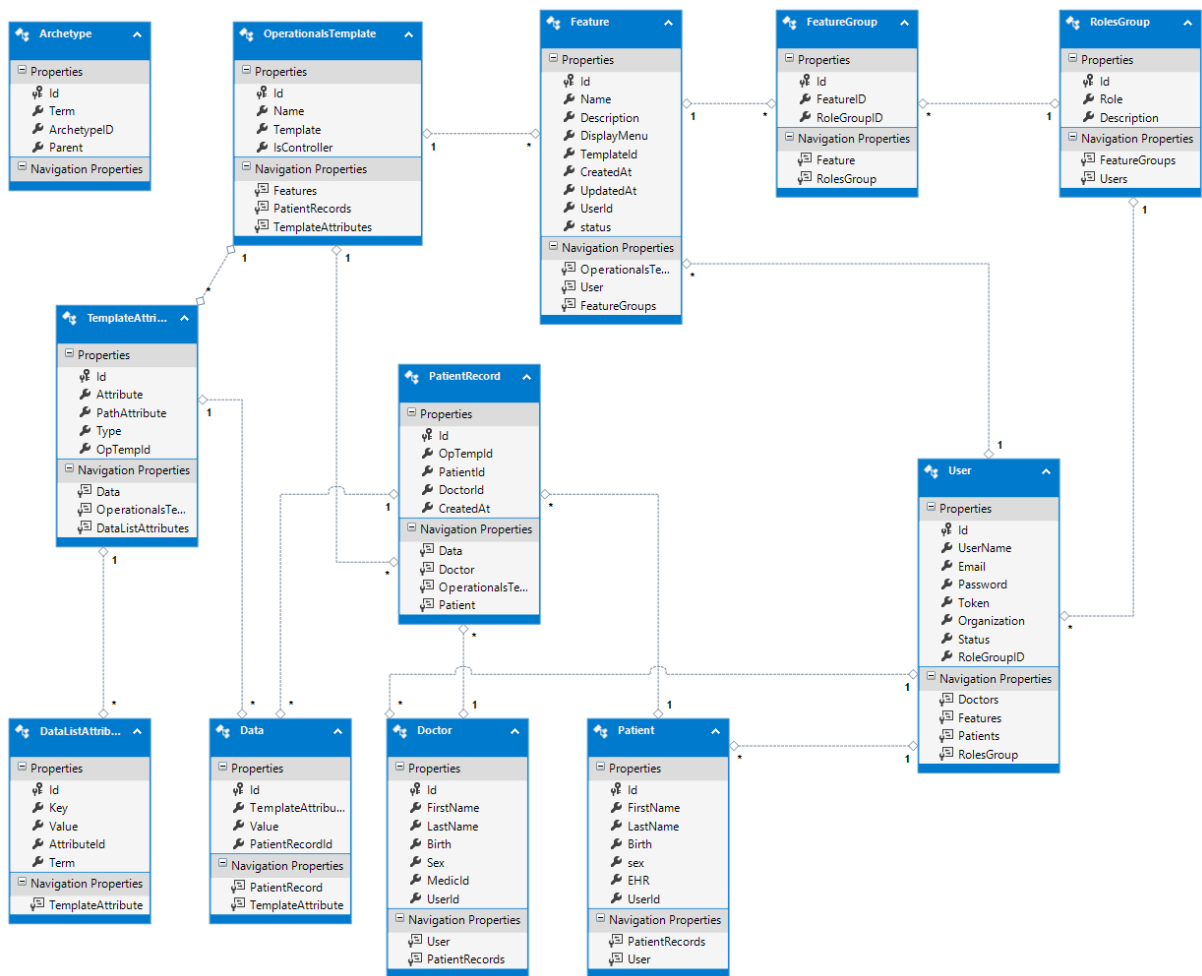 Archetype
Properties
Id
Term
ArchetypeID
Parent
Navigation Properties
OperationalsTemplate
Properties
Id
Name
Template
IsController
Navigation Properties
Features
PatientRecords
TemplateAttributes
Feature
Properties
Id
Name
Description
DisplayMenu
TemplateId
CreatedAt
UpdatedAt
UserId
status
Navigation Properties
OperationalsTe...
User
FeatureGroups
FeatureGroup
Properties
Id
FeatureID
RoleGroupID
Navigation Properties
Feature
RolesGroup
RolesGroup
Properties
Id
Role
Description
Navigation Properties
FeatureGroups
Users
1
*
1
*
*
1
1
*
1
*
1
1
TemplateAttri...
Properties
Id
Attribute
PathAttribute
Type
OpTempId
Navigation Properties
Data
OperationalsTe...
DataListAttributes
1
1
PatientRecord
Properties
Id
OpTempId
PatientId
DoctorId
CreatedAt
Navigation Properties
Data
Doctor
OperationalsTe...
Patient
1
*
*
*
1
User
Properties
Id
UserName
Email
Password
Token
Organization
Status
RoleGroupID
Navigation Properties
Doctors
Features
Patients
RolesGroup
*
1
1
*
*
*
*
1
1
*
DataListAttrib...
Properties
Id
Key
Value
AttributeId
Term
Navigation Properties
TemplateAttribute
Data
Properties
Id
TemplateAttribu...
Value
PatientRecordId
Navigation Properties
PatientRecord
TemplateAttribute
Doctor
Properties
Id
FirstName
LastName
Birth
Sex
MedicId
UserId
Navigation Properties
User
PatientRecords
Patient
Properties
Id
FirstName
LastName
Birth
sex
EHR
UserId
Navigation Properties
PatientRecords
User